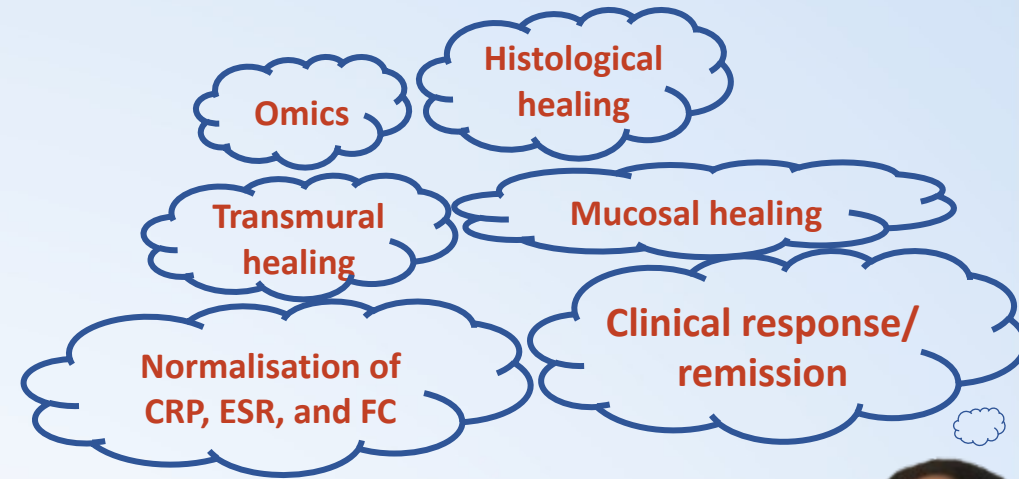 Omics
Histological
healing
Transmural
healing
Mucosal healing
Normalisation of
CRP, ESR, and FC
Clinical response/
remission